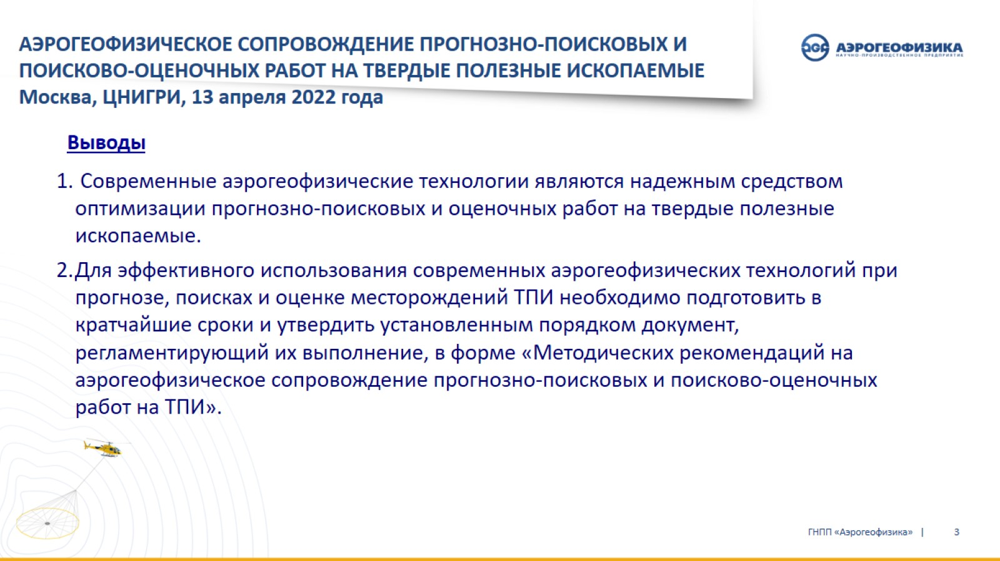 АЭРОГЕОФИЗИЧЕСКОЕ СОПРОВОЖДЕНИЕ ПРОГНОЗНО-ПОИСКОВЫХ И
ПОИСКОВО-ОЦЕНОЧНЫХ РАБОТ НА ТВЕРДЫЕ ПОЛЕЗНЫЕ ИСКОПАЕМЫЕ
Москва, ЦНИГРИ, 13 апреля 2022 года
АЭРОГЕОФИЗИКА
НАУЧНО-ПРОИЗВОДСТВЕННОЕ ПРЕДПРИЯТИЕ
Выводы
1. Современные аэрогеофизические технологии являются надежным средством
оптимизации прогнозно-поисковых и оценочных работ на твердые полезные
ископаемые.
2. Для эффективного использования современных аэрогеофизических технологий при
прогнозе, поисках и оценке месторождений ТПИ необходимо подготовить в
кратчайшие сроки и утвердить установленным порядком документ,
регламентирующий их выполнение, в форме «Методических рекомендаций на
аэрогеофизическое сопровождение прогнозно-поисковых и поисково-оценочных
работ на ТПИ».
ГНПП «Аэрогеофизика» | 3